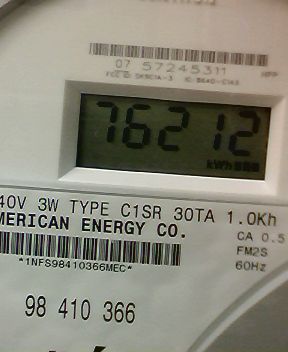 07 57245311
76212
kWh
40V 3W TYPE C1SR 30TA 1.0Kh
MERICAN ENERGY CO.
CA 0.5
FM2S
*1NFS98410366MEC*
60Hz
98 410 366